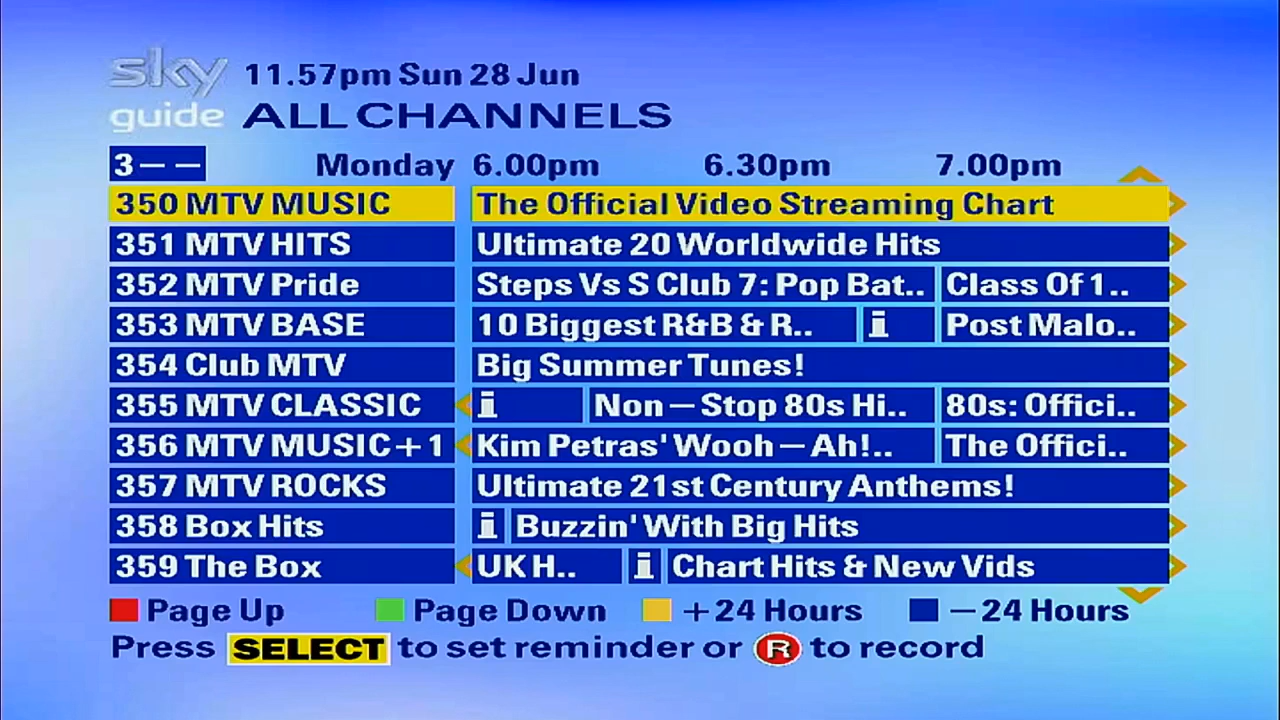 sky 11.57pm Sun 28 Jun
guide ALL CHANNELS
3−− Monday 6.00pm 6.30pm 7.00pm
350 MTV MUSIC The Official Video Streaming Chart
351 MTV HITS Ultimate 20 Worldwide Hits
352 MTV Pride Steps Vs S Club 7: Pop Bat.. Class Of 1..
353 MTV BASE 10 Biggest R&B & R.. i Post Malo..
354 Club MTV Big Summer Tunes!
355 MTV CLASSIC i Non−Stop 80s Hi.. 80s: Offici..
356 MTV MUSIC+1 Kim Petras' Wooh−Ah!.. The Offici..
357 MTV ROCKS Ultimate 21st Century Anthems!
358 Box Hits i Buzzin' With Big Hits
359 The Box UK H.. i Chart Hits & New Vids
Page Up Page Down +24 Hours −24 Hours
Press SELECT to set reminder or R to record